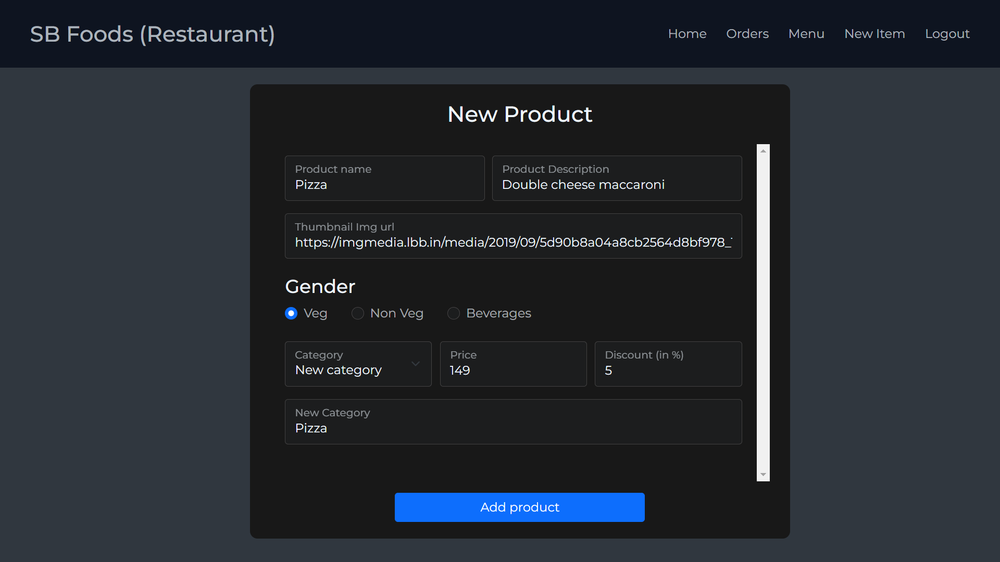 SB Foods (Restaurant)
Home Orders Menu New Item Logout
New Product
Product name
Pizza
Product Description
Double cheese maccaroni
Thumbnail Img url
https://imgmedia.lbb.in/media/2019/09/5d90b8a04a8cb2564d8bf978_
Gender
Veg Non Veg Beverages
Category
New category
Price
149
Discount (in %)
5
New Category
Pizza
Add product